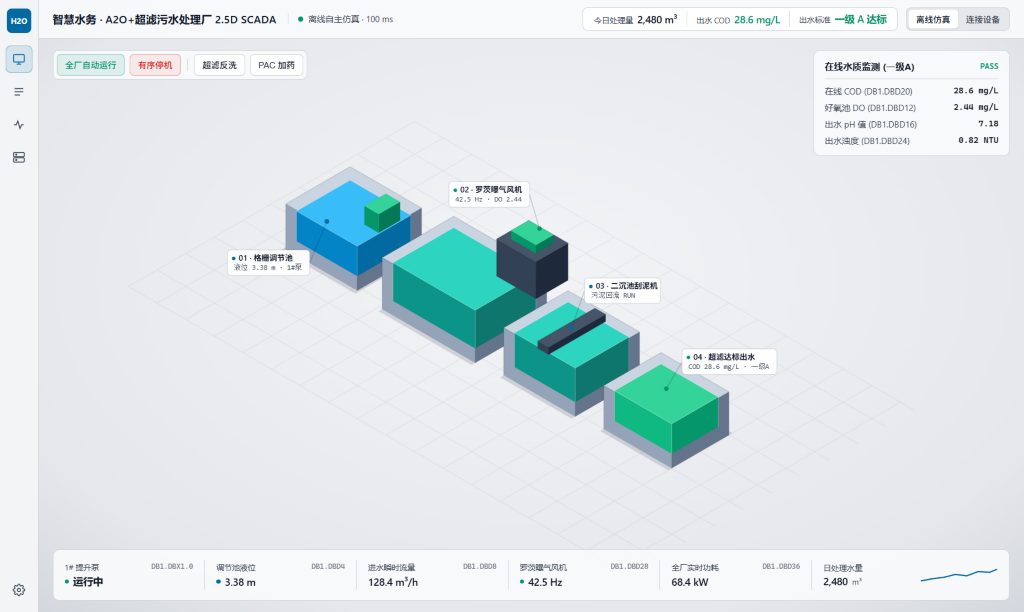 H2O
智慧水务 · A2O+超滤污水处理厂 2.5D SCADA
离线自主仿真 · 100 ms
今日处理量 2,480 m³
出水 COD 28.6 mg/L
出水标准 一级 A 达标
离线仿真 连接设备
全厂自动运行 有序停机 超滤反洗 PAC 加药
在线水质监测 (一级A) PASS
在线 COD (DB1.DBD20) 28.6 mg/L
好氧池 DO (DB1.DBD12) 2.44 mg/L
出水 pH 值 (DB1.DBD16) 7.18
出水浊度 (DB1.DBD24) 0.82 NTU
02 · 罗茨曝气风机
42.5 Hz · DO 2.44
01 · 格栅调节池
液位 3.38 m · 1#泵
03 · 二沉池刮泥机
污泥回流 RUN
04 · 超滤达标出水
COD 28.6 mg/L · 一级A
1# 提升泵 DB1.DBX1.0
运行中
调节池液位 DB1.DBD4
3.38 m
进水瞬时流量 DB1.DBD8
128.4 m³/h
罗茨曝气风机 DB1.DBD28
42.5 Hz
全厂实时功耗 DB1.DBD36
68.4 kW
日处理水量
2,480 m³